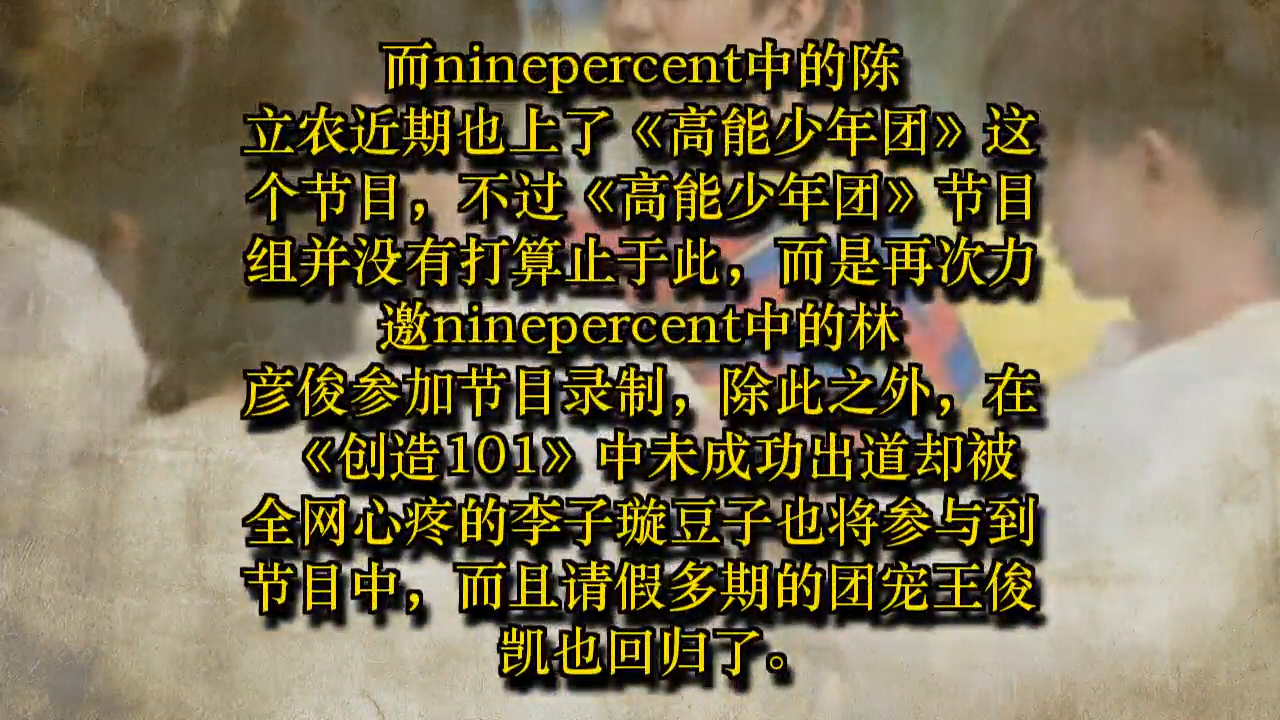 而ninepercent中的陈
立农近期也上了《高能少年团》这
个节目，不过《高能少年团》节目
组并没有打算止于此，而是再次力
邀ninepercent中的林
彦俊参加节目录制，除此之外，在
《创造101》中未成功出道却被
全网心疼的李子璇豆子也将参与到
节目中，而且请假多期的团宠王俊
凯也回归了。